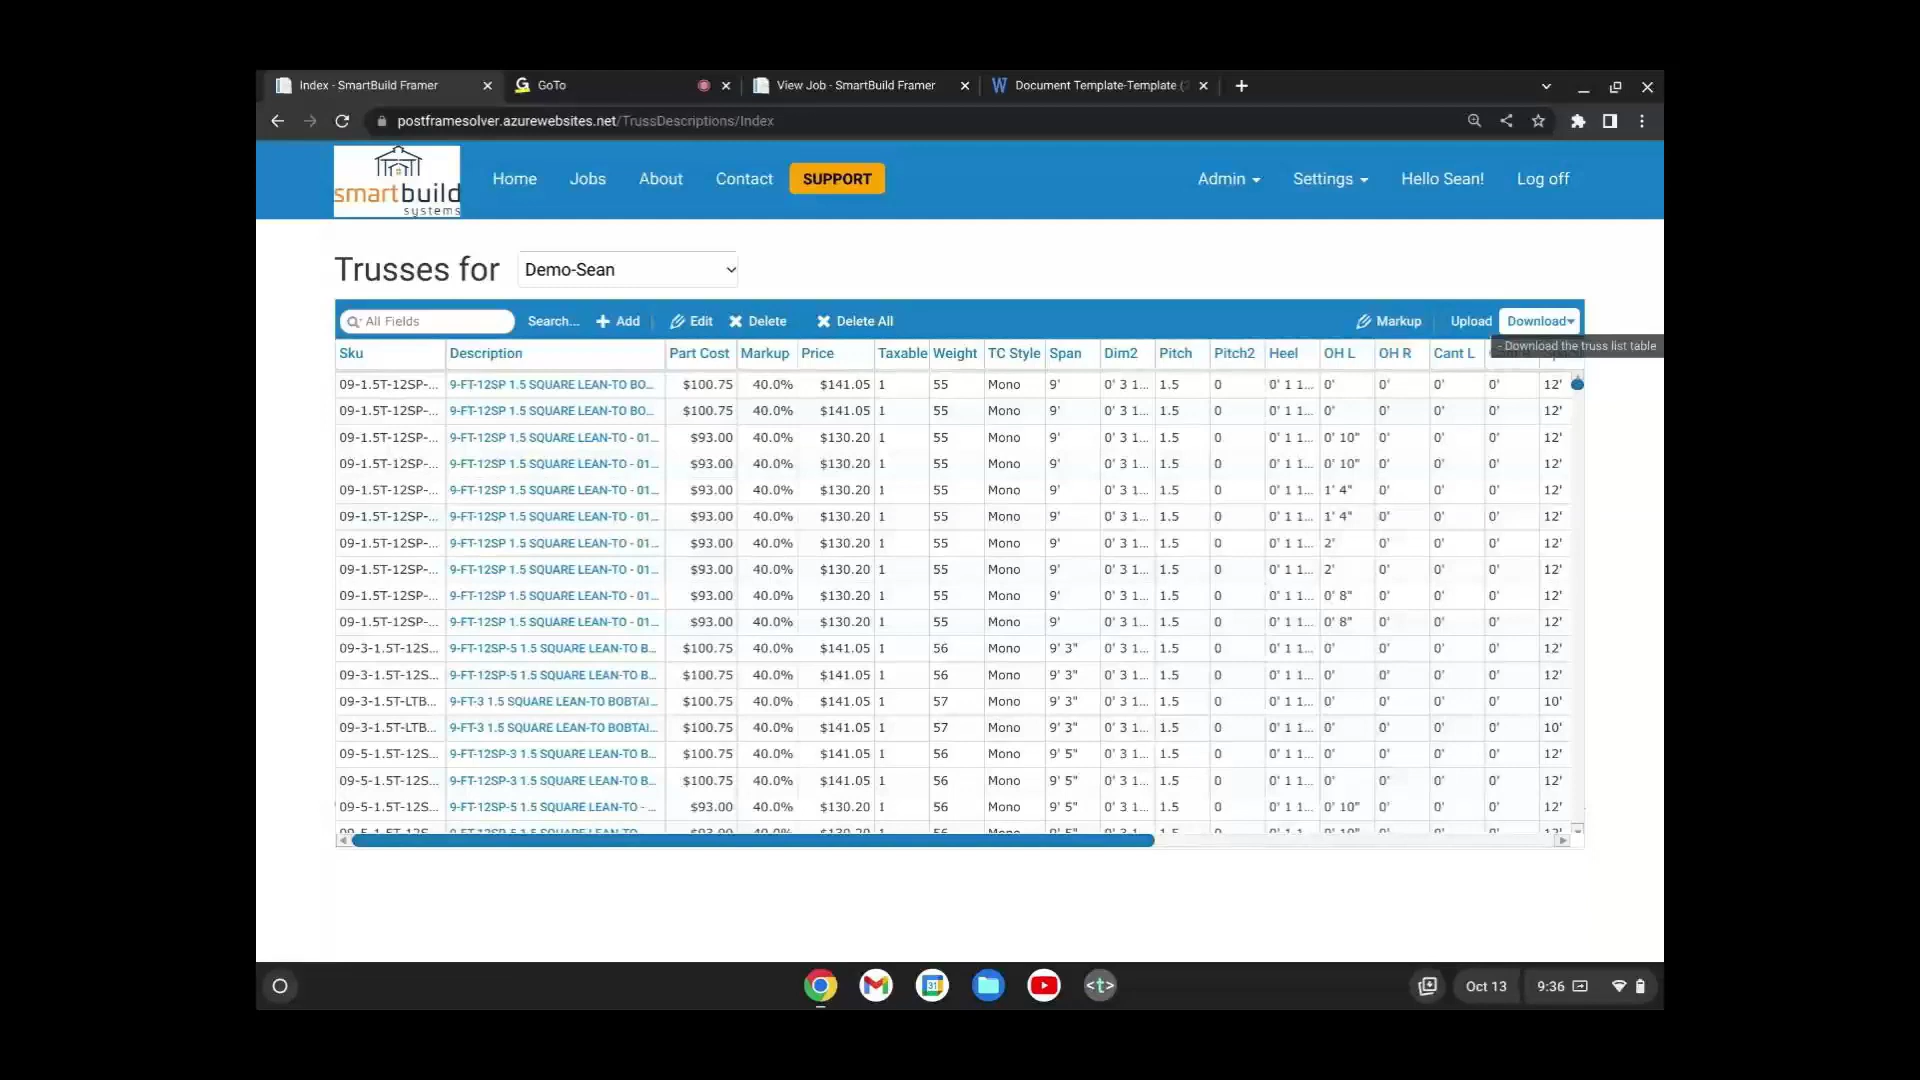 Index - SmartBuild Framer
GoTo
View Job - SmartBuild Framer
Document Template-Template (
postframesolver.azurewebsites.net/TrussDescriptions/Index
smartbuild
systems
Home Jobs About Contact SUPPORT Admin Settings Hello Sean! Log off
Trusses for Demo-Sean
All Fields Search... Add Edit Delete Delete All Markup Upload Download
- Download the truss list table
Sku Description Part Cost Markup Price Taxable Weight TC Style Span Dim2 Pitch Pitch2 Heel OH L OH R Cant L
09-1.5T-12SP-... 9-FT-12SP 1.5 SQUARE LEAN-TO BO... $100.75 40.0% $141.05 1 55 Mono 9' 0' 3 1... 1.5 0 0' 1 1... 0' 0' 0' 0' 12'
09-1.5T-12SP-... 9-FT-12SP 1.5 SQUARE LEAN-TO BO... $100.75 40.0% $141.05 1 55 Mono 9' 0' 3 1... 1.5 0 0' 1 1... 0' 0' 0' 0' 12'
09-1.5T-12SP-... 9-FT-12SP 1.5 SQUARE LEAN-TO - 01... $93.00 40.0% $130.20 1 55 Mono 9' 0' 3 1... 1.5 0 0' 1 1... 0' 10" 0' 0' 0' 12'
09-1.5T-12SP-... 9-FT-12SP 1.5 SQUARE LEAN-TO - 01... $93.00 40.0% $130.20 1 55 Mono 9' 0' 3 1... 1.5 0 0' 1 1... 0' 10" 0' 0' 0' 12'
09-1.5T-12SP-... 9-FT-12SP 1.5 SQUARE LEAN-TO - 01... $93.00 40.0% $130.20 1 55 Mono 9' 0' 3 1... 1.5 0 0' 1 1... 1' 4" 0' 0' 0' 12'
09-1.5T-12SP-... 9-FT-12SP 1.5 SQUARE LEAN-TO - 01... $93.00 40.0% $130.20 1 55 Mono 9' 0' 3 1... 1.5 0 0' 1 1... 1' 4" 0' 0' 0' 12'
09-1.5T-12SP-... 9-FT-12SP 1.5 SQUARE LEAN-TO - 01... $93.00 40.0% $130.20 1 55 Mono 9' 0' 3 1... 1.5 0 0' 1 1... 2' 0' 0' 0' 12'
09-1.5T-12SP-... 9-FT-12SP 1.5 SQUARE LEAN-TO - 01... $93.00 40.0% $130.20 1 55 Mono 9' 0' 3 1... 1.5 0 0' 1 1... 2' 0' 0' 0' 12'
09-1.5T-12SP-... 9-FT-12SP 1.5 SQUARE LEAN-TO - 01... $93.00 40.0% $130.20 1 55 Mono 9' 0' 3 1... 1.5 0 0' 1 1... 0' 8" 0' 0' 0' 12'
09-1.5T-12SP-... 9-FT-12SP 1.5 SQUARE LEAN-TO - 01... $93.00 40.0% $130.20 1 55 Mono 9' 0' 3 1... 1.5 0 0' 1 1... 0' 8" 0' 0' 0' 12'
09-3-1.5T-12S... 9-FT-12SP-5 1.5 SQUARE LEAN-TO B... $100.75 40.0% $141.05 1 56 Mono 9' 3" 0' 3 1... 1.5 0 0' 1 1... 0' 0' 0' 0' 12'
09-3-1.5T-12S... 9-FT-12SP-5 1.5 SQUARE LEAN-TO B... $100.75 40.0% $141.05 1 56 Mono 9' 3" 0' 3 1... 1.5 0 0' 1 1... 0' 0' 0' 0' 12'
09-3-1.5T-LTB... 9-FT-3 1.5 SQUARE LEAN-TO BOBTAI... $100.75 40.0% $141.05 1 57 Mono 9' 3" 0' 3 1... 1.5 0 0' 1 1... 0' 0' 0' 0' 10'
09-3-1.5T-LTB... 9-FT-3 1.5 SQUARE LEAN-TO BOBTAI... $100.75 40.0% $141.05 1 57 Mono 9' 3" 0' 3 1... 1.5 0 0' 1 1... 0' 0' 0' 0' 10'
09-5-1.5T-12S... 9-FT-12SP-3 1.5 SQUARE LEAN-TO B... $100.75 40.0% $141.05 1 56 Mono 9' 5" 0' 3 1... 1.5 0 0' 1 1... 0' 0' 0' 0' 12'
09-5-1.5T-12S... 9-FT-12SP-3 1.5 SQUARE LEAN-TO B... $100.75 40.0% $141.05 1 56 Mono 9' 5" 0' 3 1... 1.5 0 0' 1 1... 0' 0' 0' 0' 12'
09-5-1.5T-12S... 9-FT-12SP-5 1.5 SQUARE LEAN-TO - ... $93.00 40.0% $130.20 1 56 Mono 9' 5" 0' 3 1... 1.5 0 0' 1 1... 0' 10" 0' 0' 0' 12'
31 <t> Oct 13 9:36